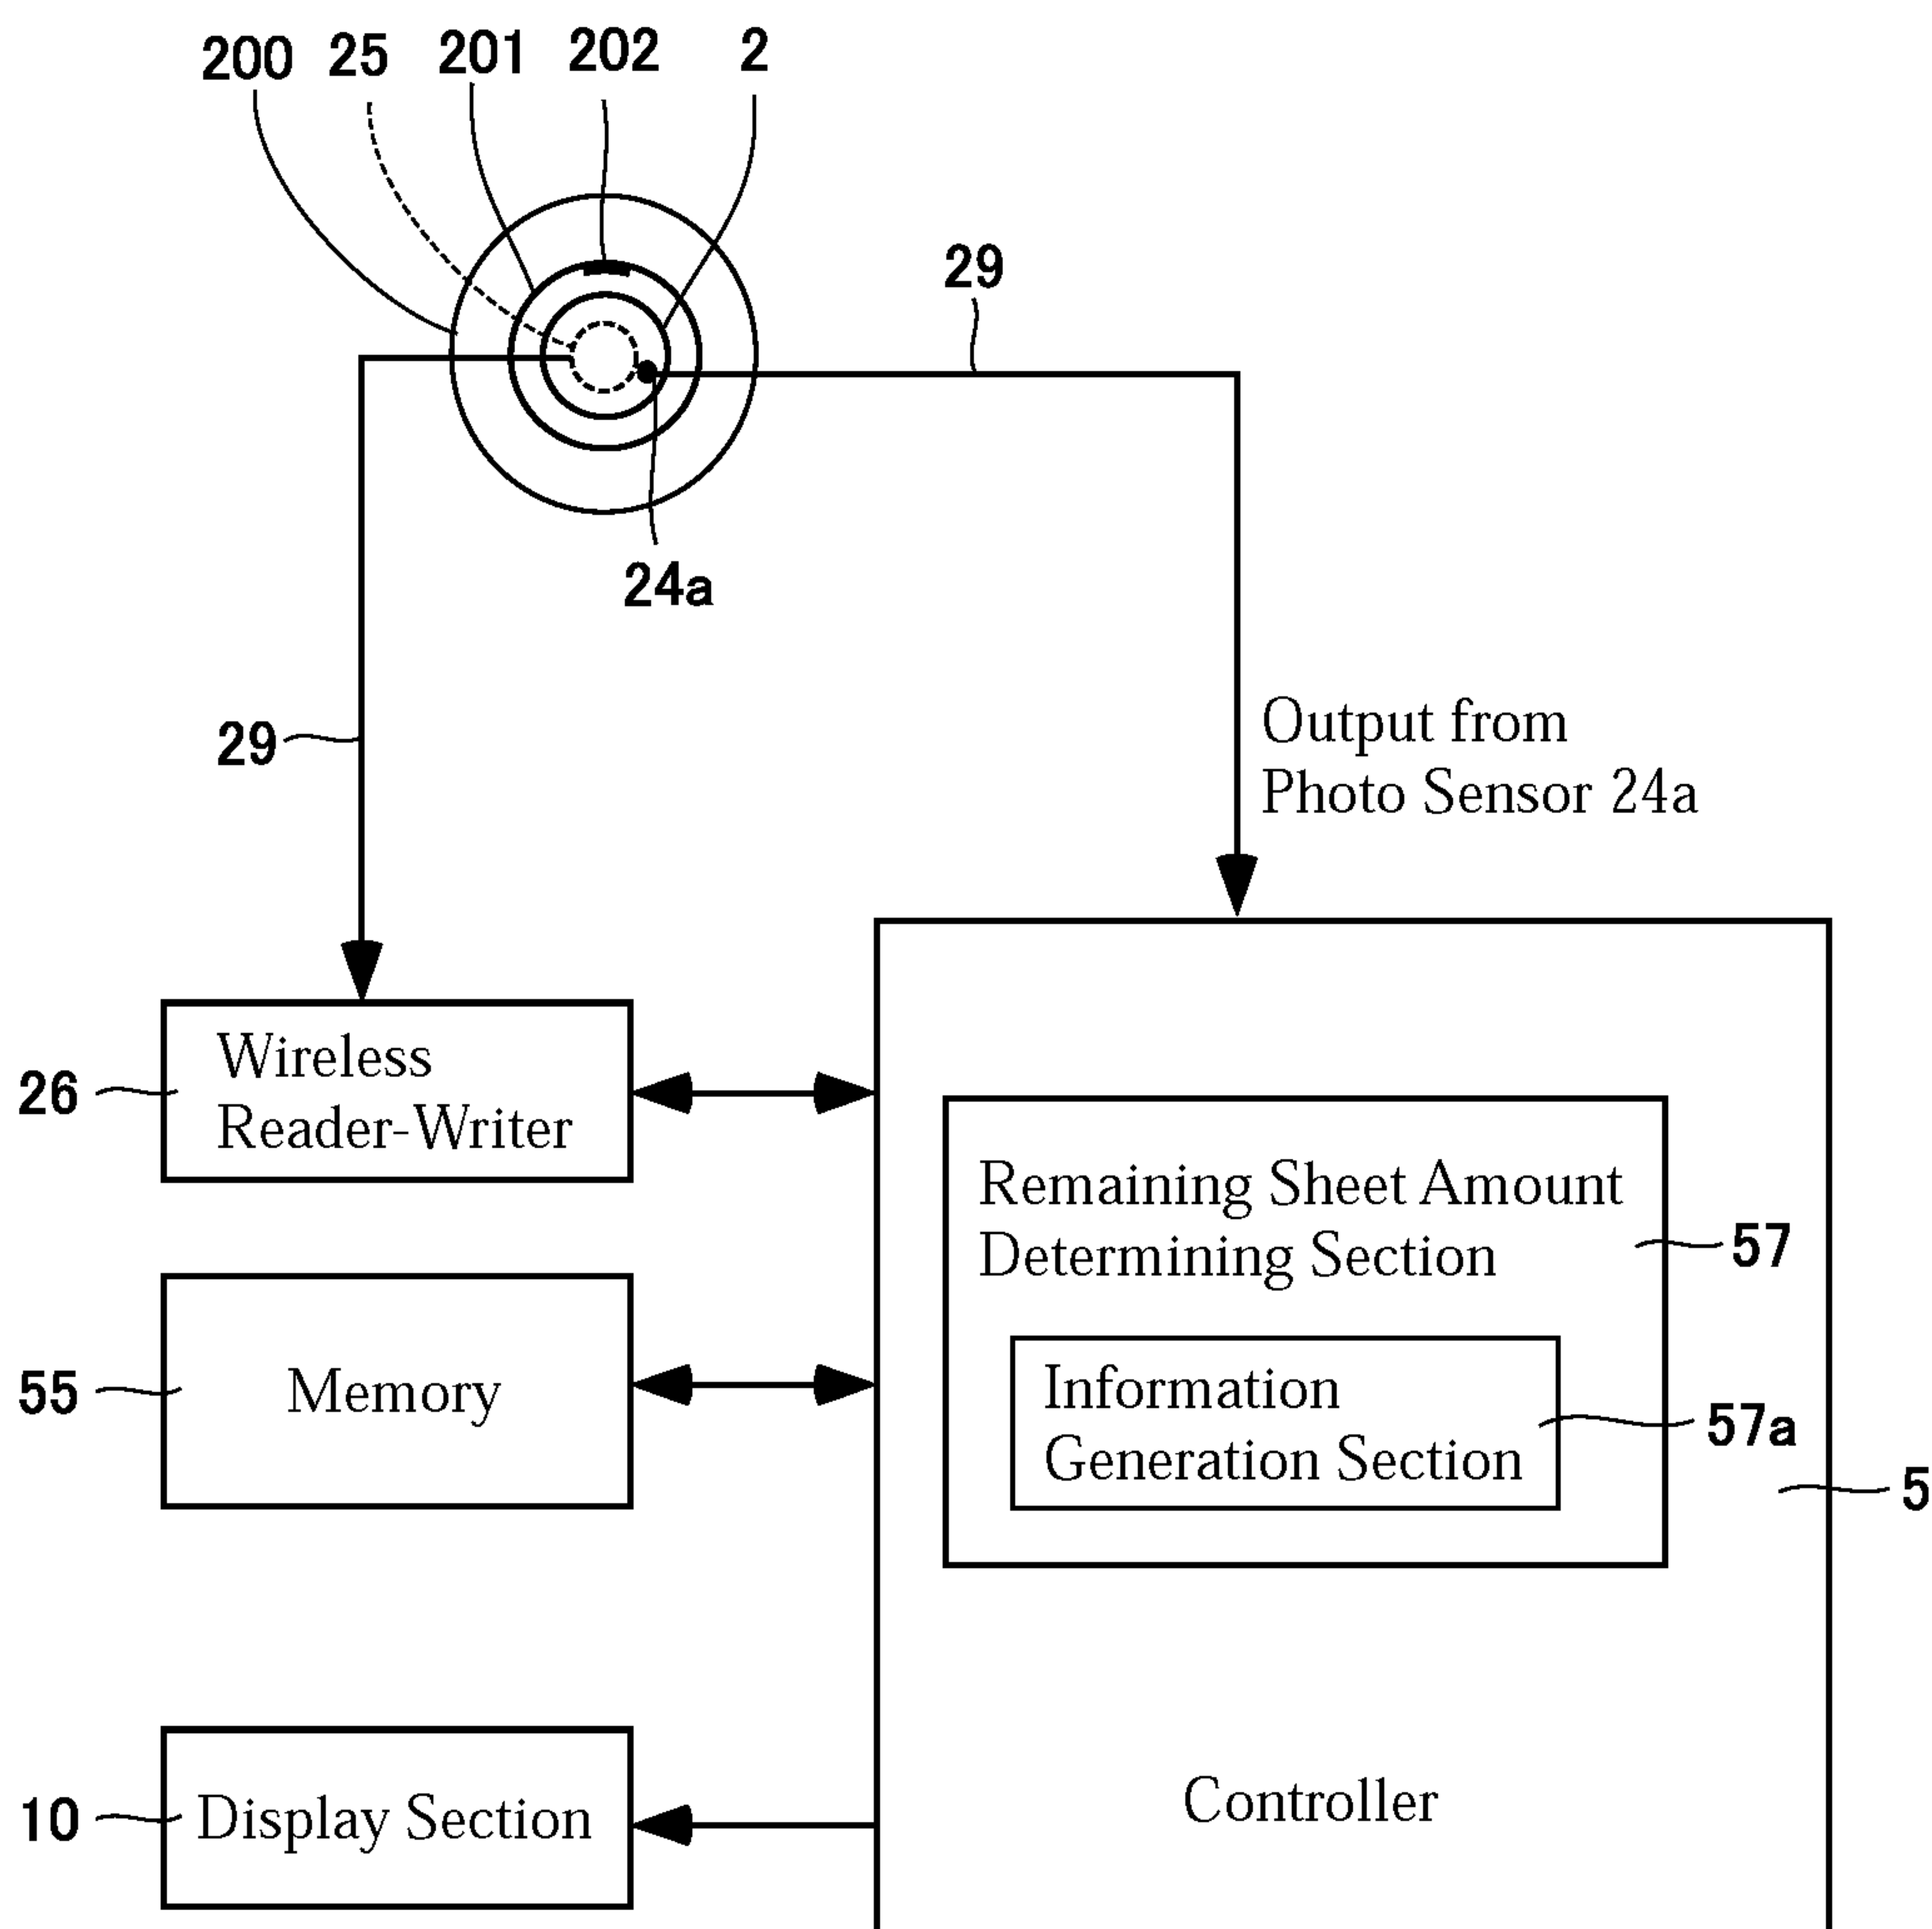 200 25 201 202 2
29
24a
29
Output from
Photo Sensor 24a
Wireless
Reader-Writer
26
Remaining Sheet Amount
Determining Section
57
Information
Generation Section
57a
55
Memory
5
Controller
10
Display Section